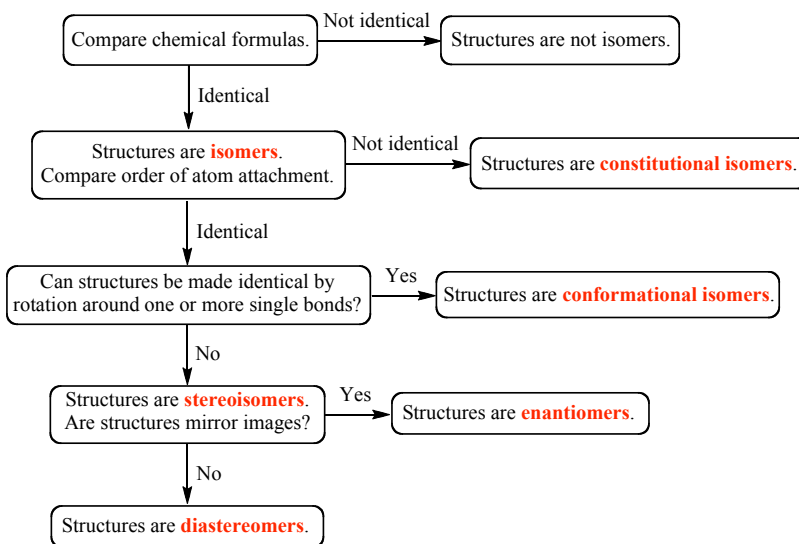 Compare chemical formulas.
Not identical
Structures are not isomers.
Identical
Structures are isomers.
Compare order of atom attachment.
Not identical
Structures are constitutional isomers.
Identical
Can structures be made identical by
rotation around one or more single bonds?
Yes
Structures are conformational isomers.
No
Structures are stereoisomers.
Are structures mirror images?
Yes
Structures are enantiomers.
No
Structures are diastereomers.